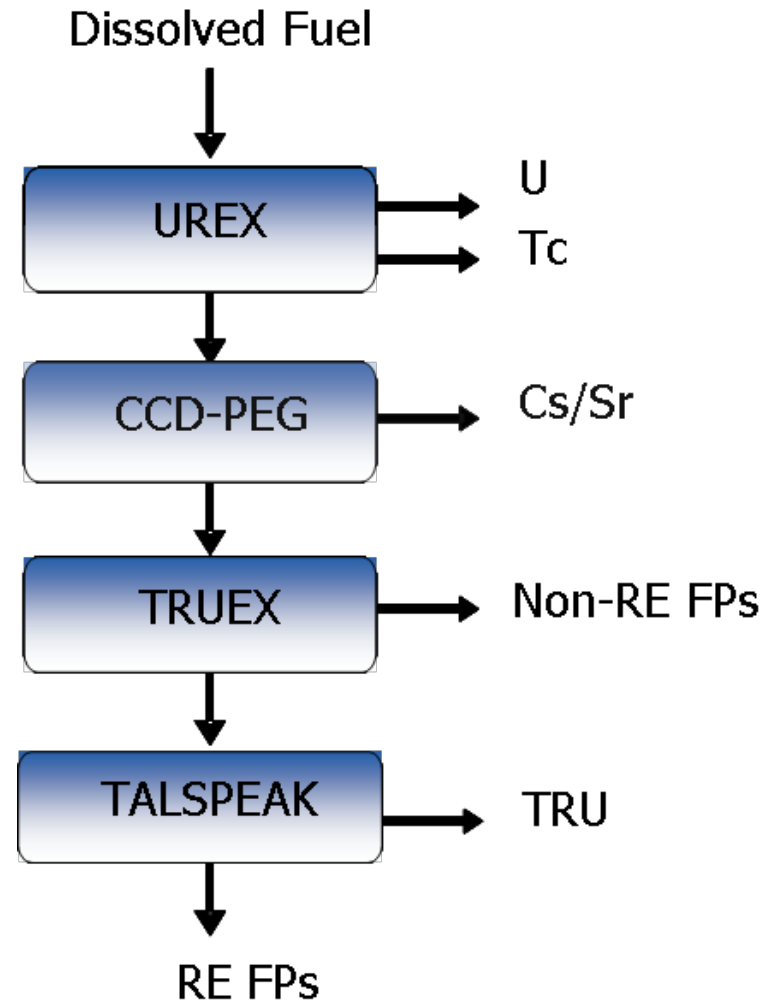 Dissolved Fuel
UREX
U
Tc
CCD-PEG
Cs/Sr
TRUEX
Non-RE FPs
TALSPEAK
TRU
RE FPs